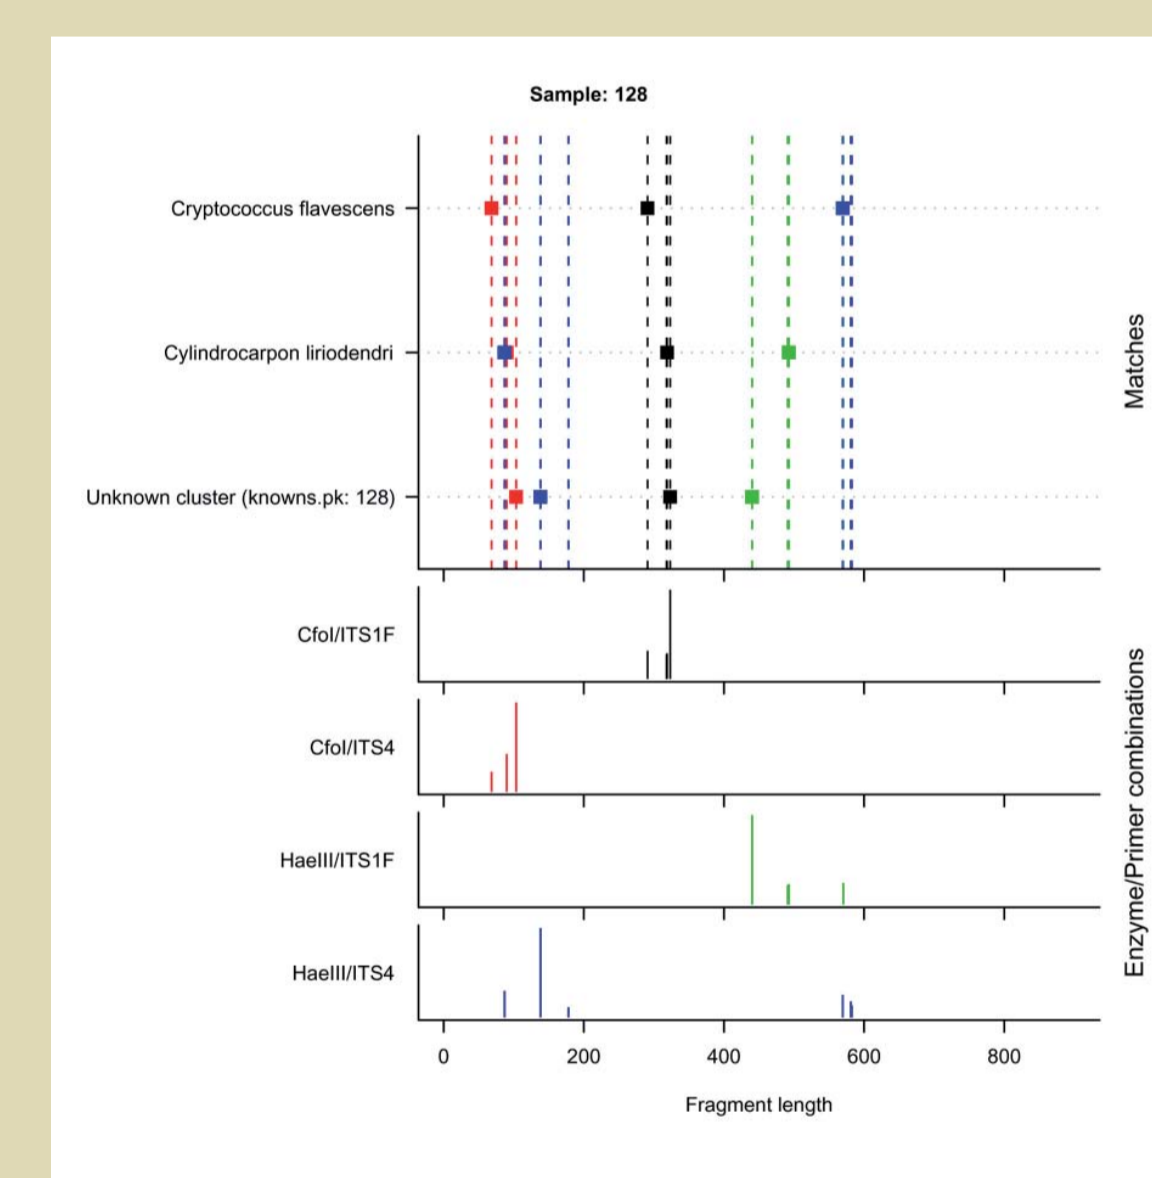 Sample: 128
Cryptococcus flavescens
Cylindrocarpon liriodendri
Unknown cluster (knowns.pk: 128)
Matches
CfoI/ITS1F
CfoI/ITS4
HaeIII/ITS1F
HaeIII/ITS4
Enzyme/Primer combinations
0 200 400 600 800
Fragment length